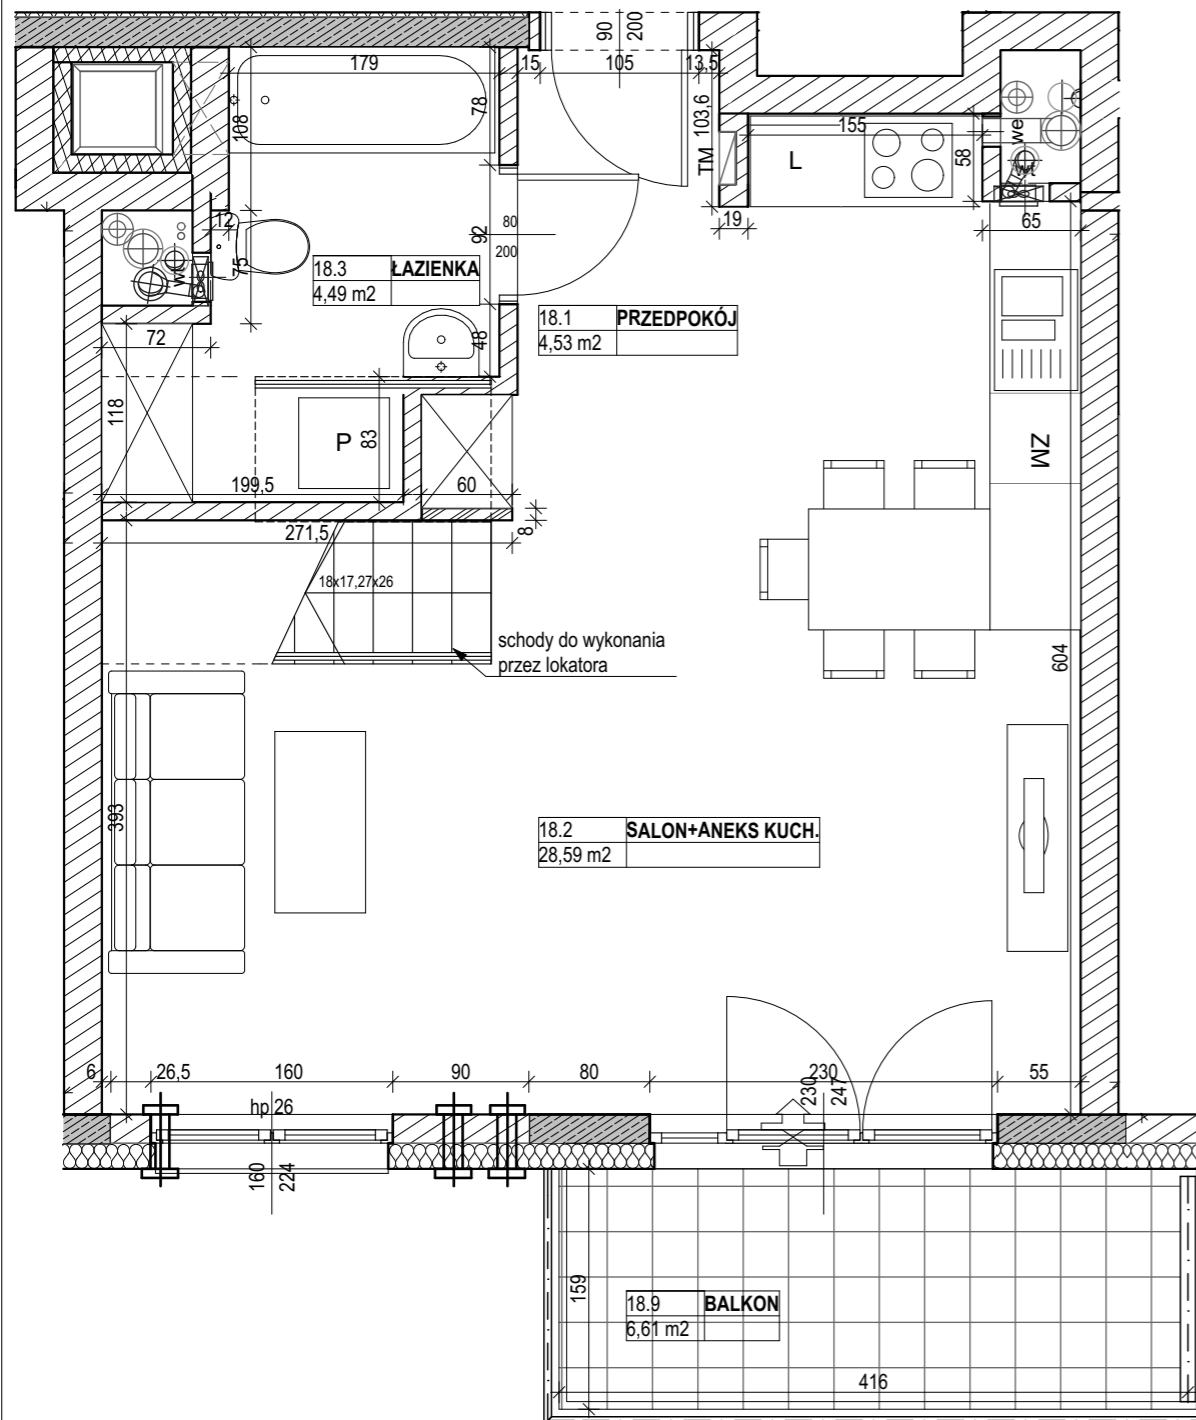 90
200
179
15
105
13,5
78
108
TM
103,6
155
L
we
58
wt
19
65
12
92
80
200
75
wt
18.3 ŁAZIENKA
4,49 m2
18.1 PRZEDPOKÓJ
4,53 m2
48
72
118
P
83
ZM
199,5
60
271,5
8
18x17,27x26
schody do wykonania
przez lokatora
604
393
18.2 SALON+ANEKS KUCH.
28,59 m2
6
26,5
160
90
80
230
55
230
247
hp 26
160
224
159
18.9 BALKON
6,61 m2
416